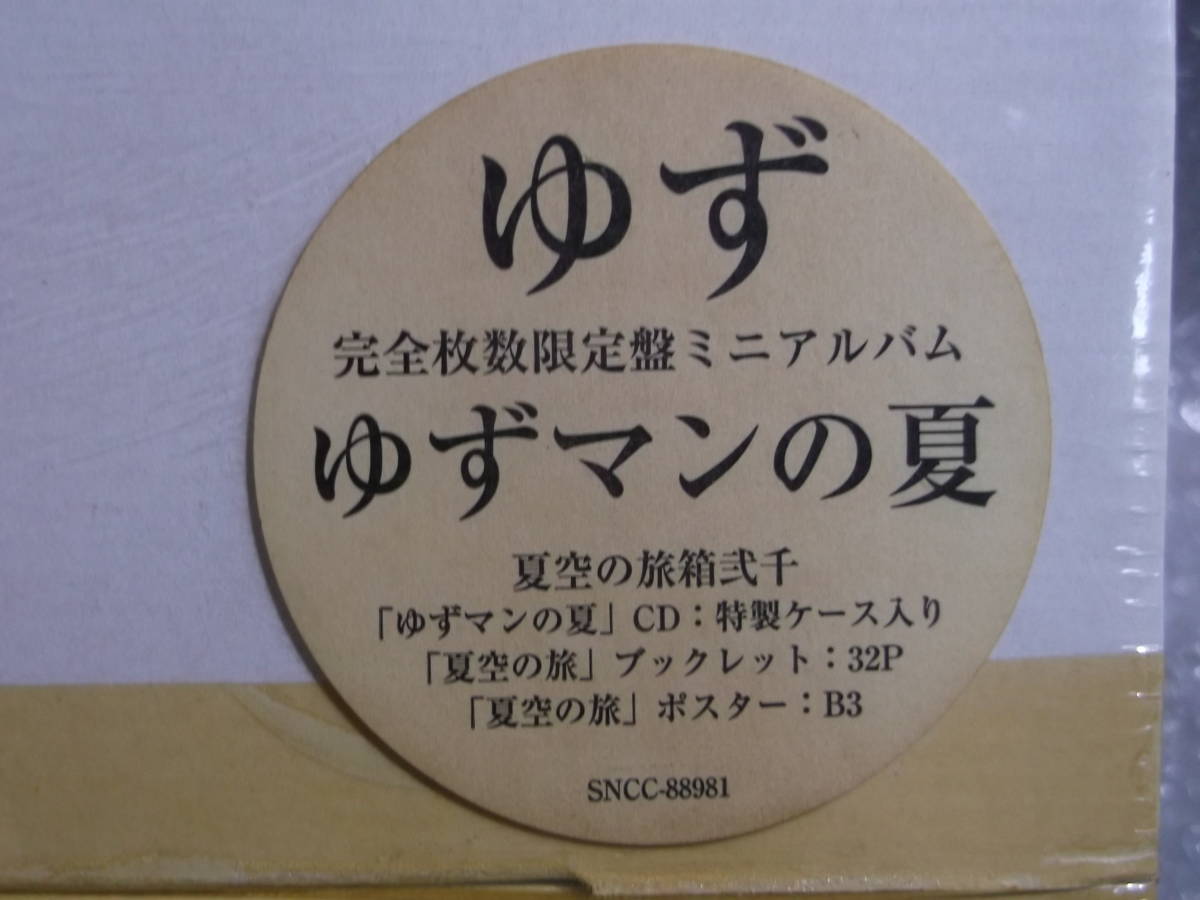 ゆず
完全枚数限定盤ミニアルバム
ゆずマンの夏
夏空の旅箱弐千
「ゆずマンの夏」CD：特製ケース入り
「夏空の旅」ブックレット：32P
「夏空の旅」ポスター：B3
SNCC-88981